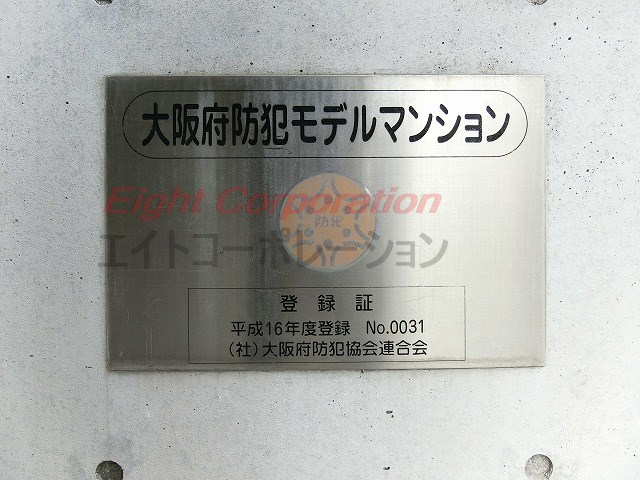 大阪府防犯モデルマンション
Eight Corporation
防犯
エイトコーポレーション
登録証
平成16年度登録 No.0031
(社)大阪府防犯協会連合会